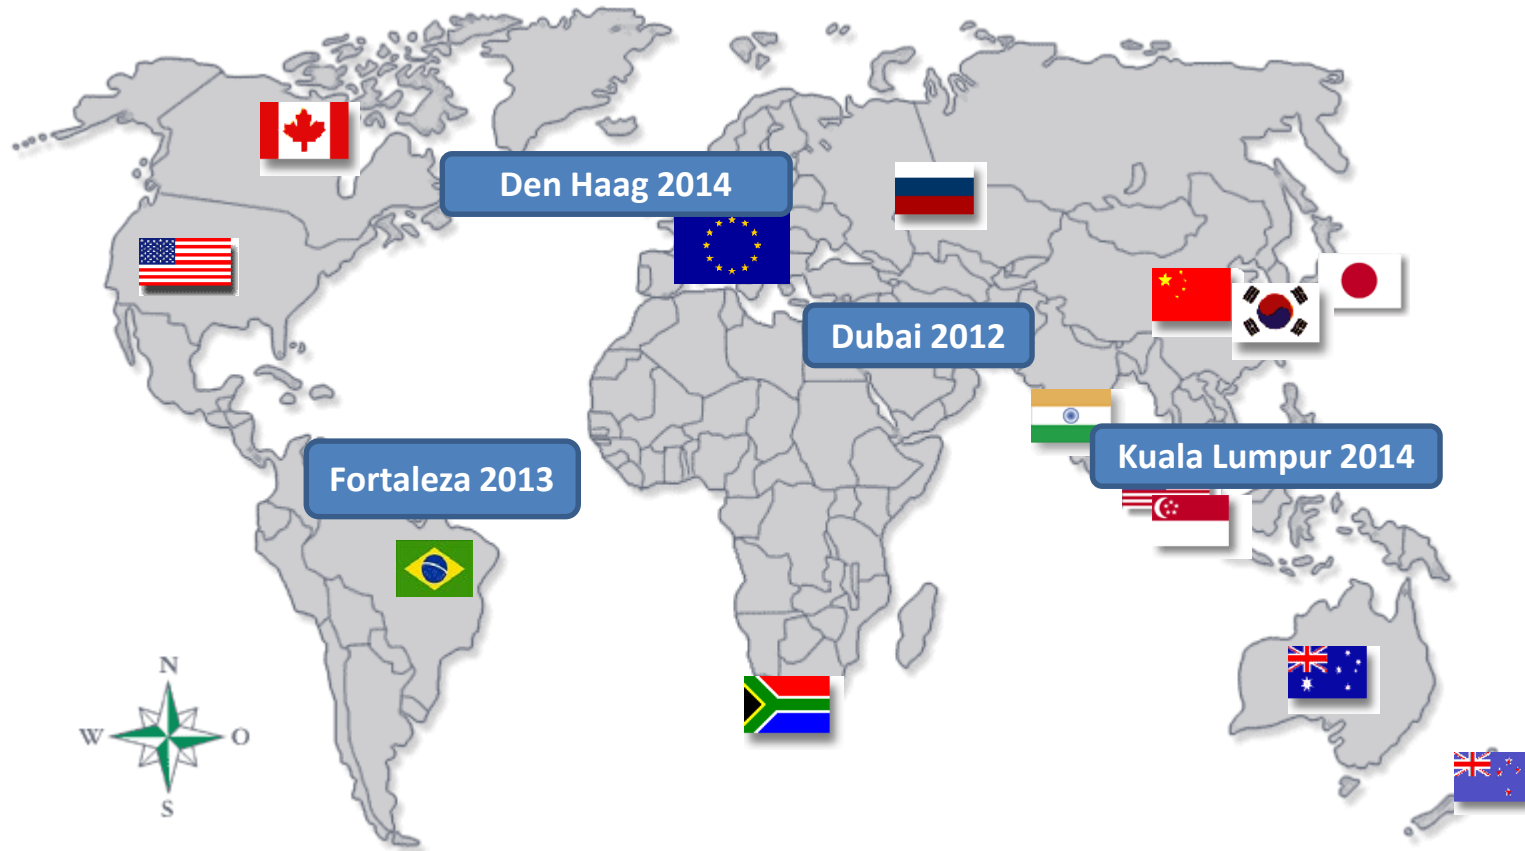 Den Haag 2014
Dubai 2012
Kuala Lumpur 2014
Fortaleza 2013
N
W
O
S